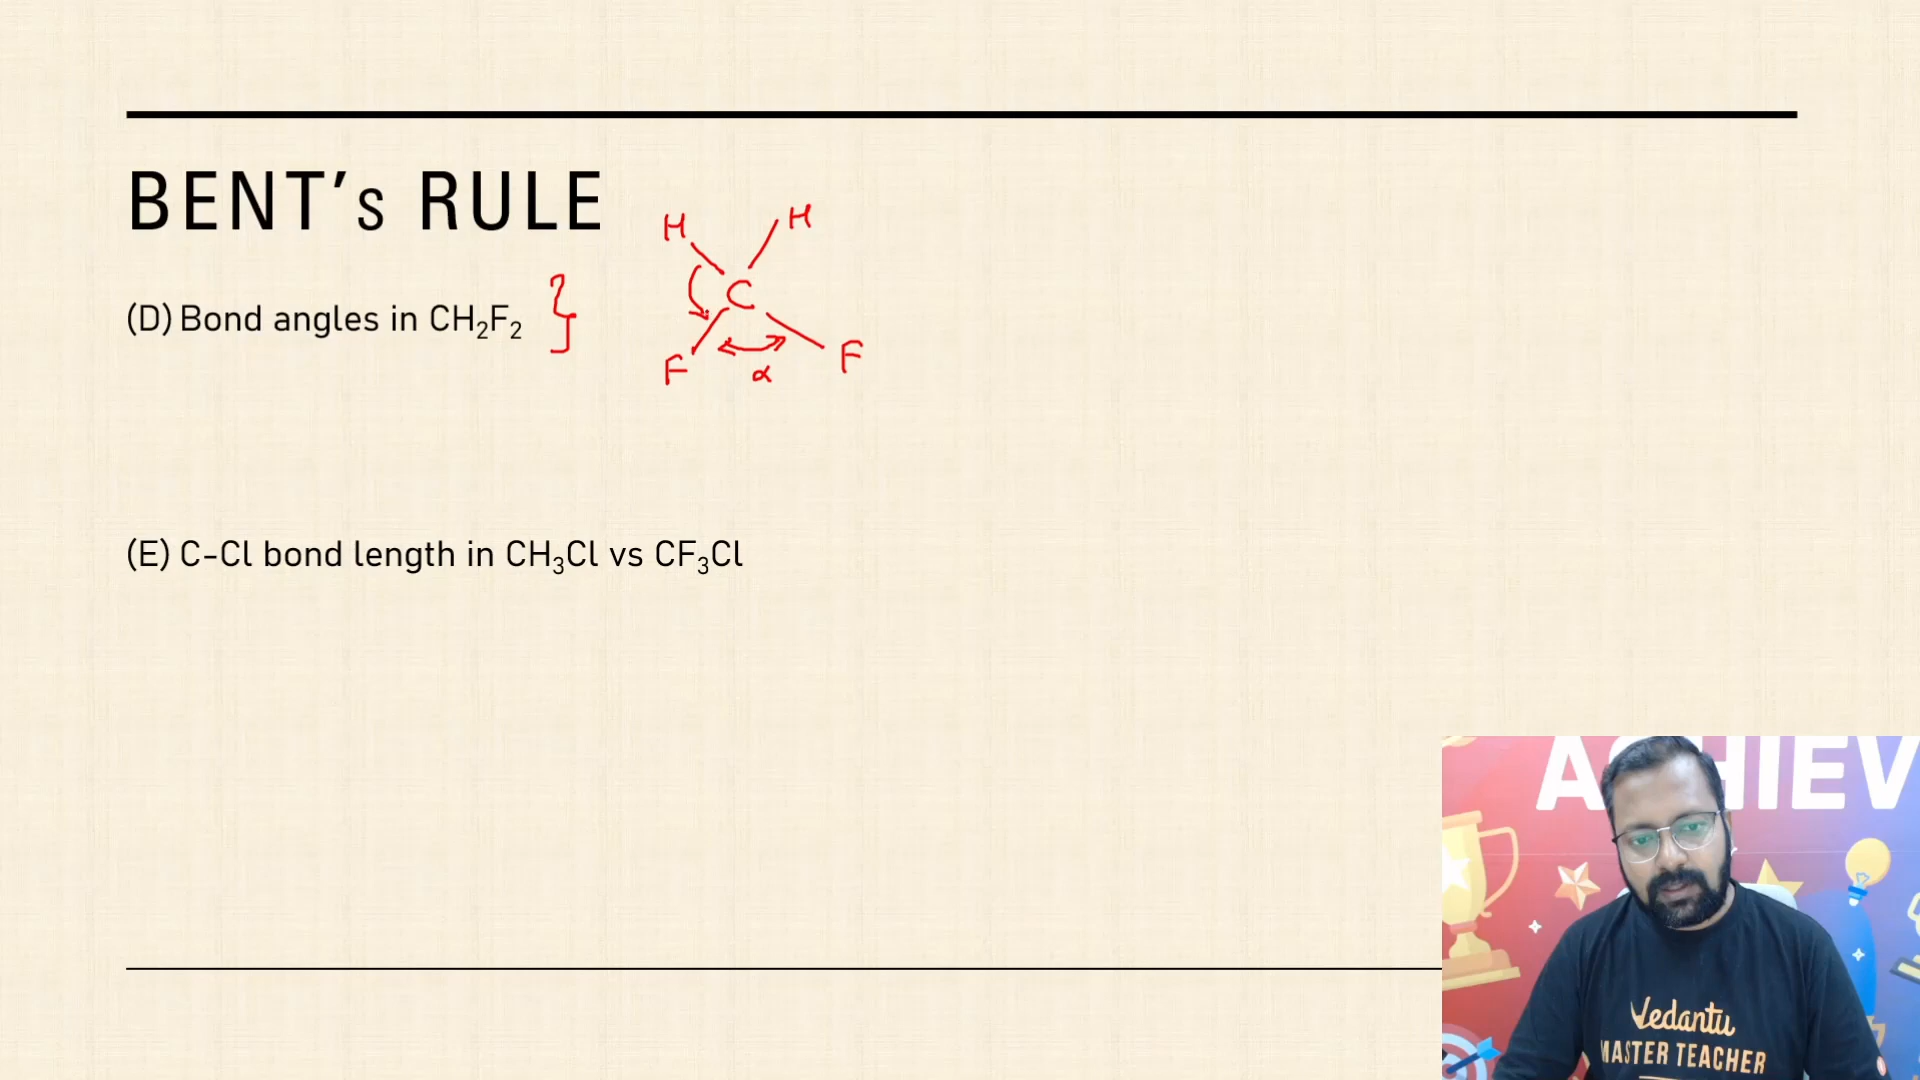 BENT’s RULE
H H
(D) Bond angles in CH₂F₂ } C
F α F
(E) C-Cl bond length in CH₃Cl vs CF₃Cl
ACHIEV
Vedantu
MASTER TEACHER